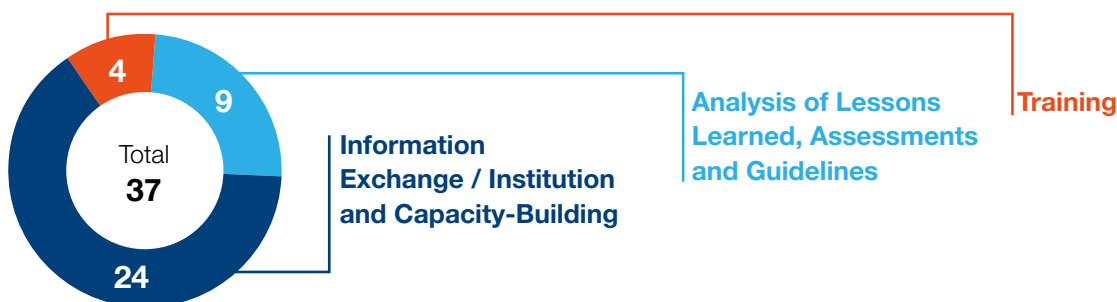 4
9
Total
37
24
Information
Exchange / Institution
and Capacity-Building
Analysis of Lessons
Learned, Assessments
and Guidelines
Training